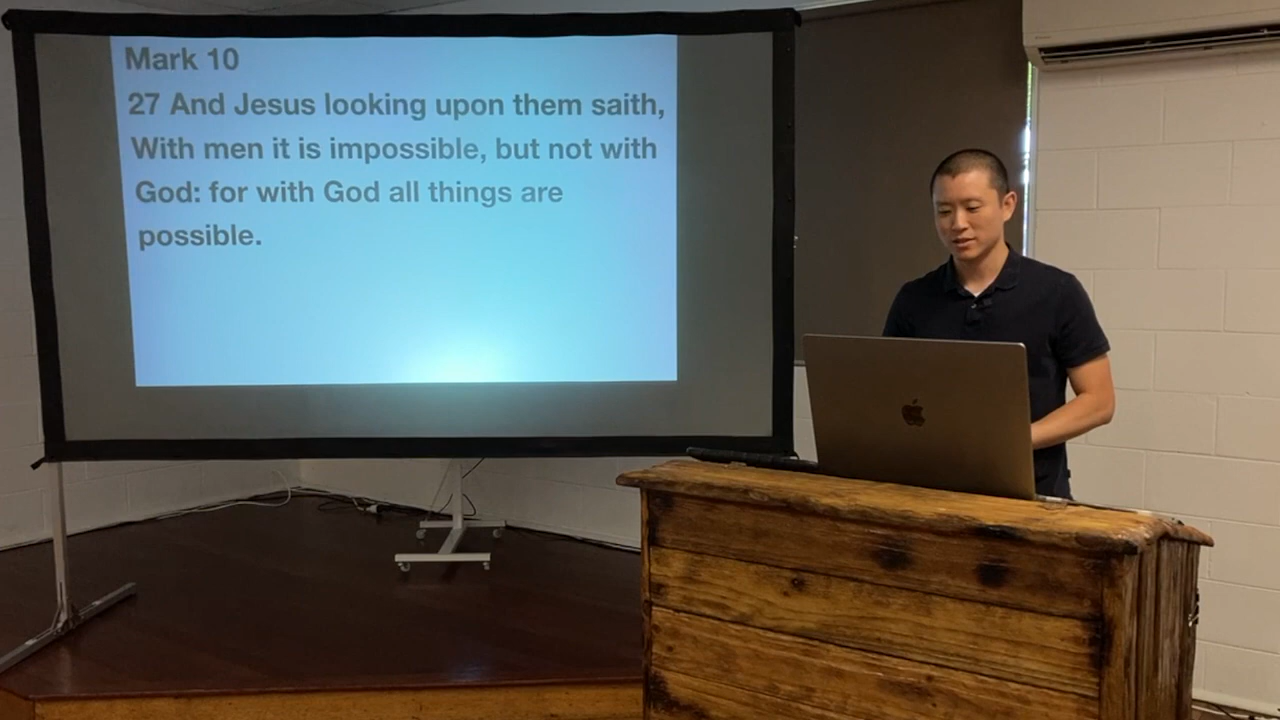 Mark 10
27 And Jesus looking upon them saith,
With men it is impossible, but not with
God: for with God all things are
possible.